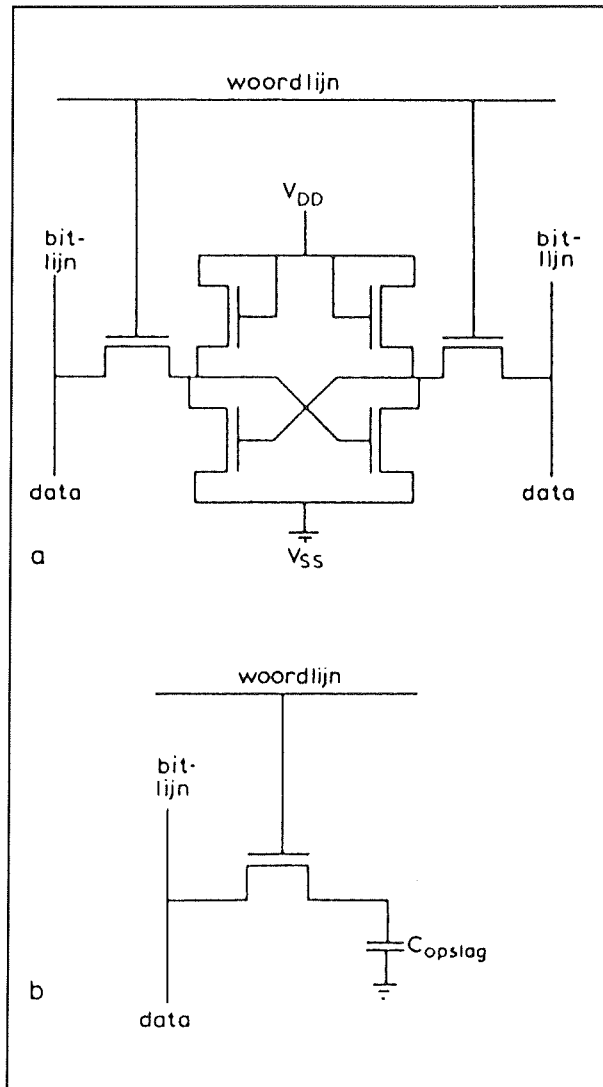 woordlijn
V_DD
bit-
lijn
bit-
lijn
data
data
V_SS
a
woordlijn
bit-
lijn
C_opslag
data
b